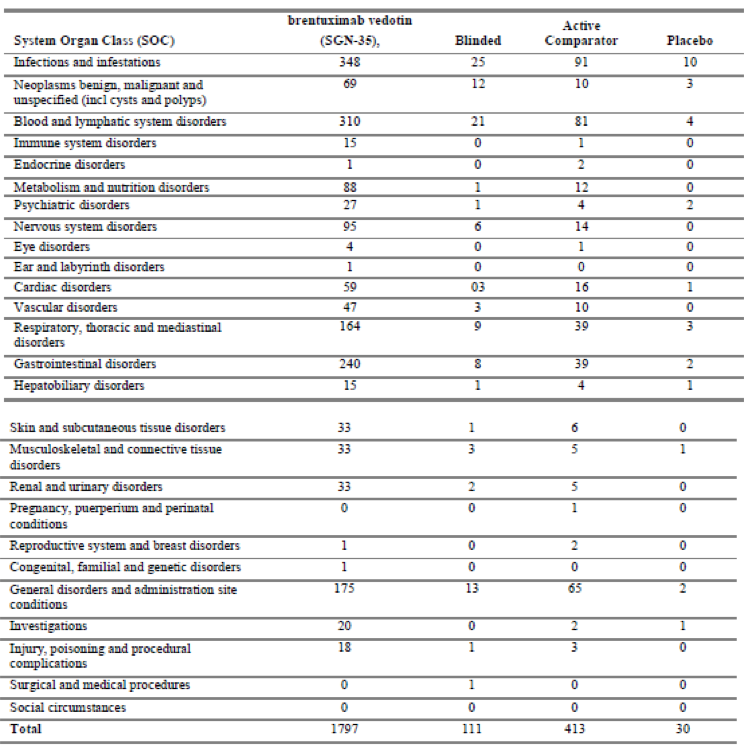 brentuximab vedotin
Active
System Organ Class (SOC) (SGN-35), Blinded Comparator Placebo
Infections and infestations 348 25 91 10
Neoplasms benign, malignant and 69 12 10 3
unspecified (incl cysts and polyps)
Blood and lymphatic system disorders 310 21 81 4
Immune system disorders 15 0 1 0
Endocrine disorders 1 0 2 0
Metabolism and nutrition disorders 88 1 12 0
Psychiatric disorders 27 1 4 2
Nervous system disorders 95 6 14 0
Eye disorders 4 0 1 0
Ear and labyrinth disorders 1 0 0 0
Cardiac disorders 59 03 16 1
Vascular disorders 47 3 10 0
Respiratory, thoracic and mediastinal 164 9 39 3
disorders
Gastrointestinal disorders 240 8 39 2
Hepatobiliary disorders 15 1 4 1
Skin and subcutaneous tissue disorders 33 1 6 0
Musculoskeletal and connective tissue 33 3 5 1
disorders
Renal and urinary disorders 33 2 5 0
Pregnancy, puerperium and perinatal 0 0 1 0
conditions
Reproductive system and breast disorders 1 0 2 0
Congenital, familial and genetic disorders 1 0 0 0
General disorders and administration site 175 13 65 2
conditions
Investigations 20 0 2 1
Injury, poisoning and procedural 18 1 3 0
complications
Surgical and medical procedures 0 1 0 0
Social circumstances 0 0 0 0
Total 1797 111 413 30